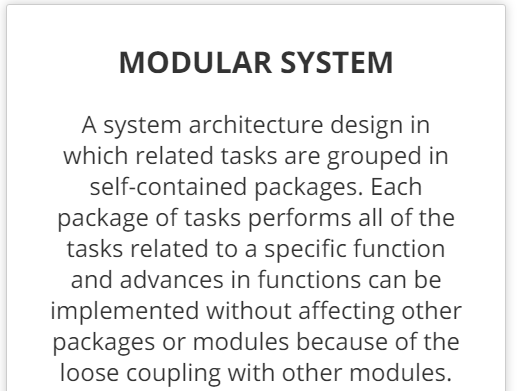 MODULAR SYSTEM
A system architecture design in
which related tasks are grouped in
self-contained packages. Each
package of tasks performs all of the
tasks related to a specific function
and advances in functions can be
implemented without affecting other
packages or modules because of the
loose coupling with other modules.